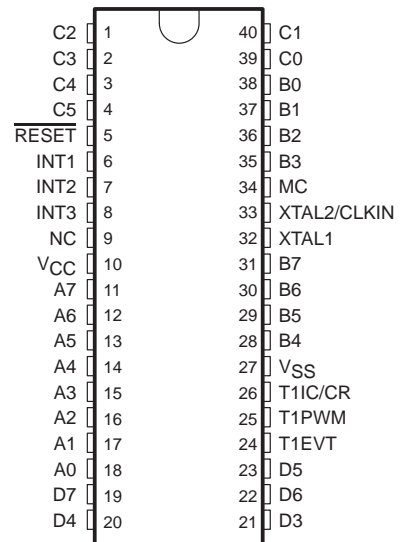 C2 1 40 C1
C3 2 39 C0
C4 3 38 B0
C5 4 37 B1
RESET 5 36 B2
INT1 6 35 B3
INT2 7 34 MC
INT3 8 33 XTAL2/CLKIN
NC 9 32 XTAL1
VCC 10 31 B7
A7 11 30 B6
A6 12 29 B5
A5 13 28 B4
A4 14 27 VSS
A3 15 26 T1IC/CR
A2 16 25 T1PWM
A1 17 24 T1EVT
A0 18 23 D5
D7 19 22 D6
D4 20 21 D3